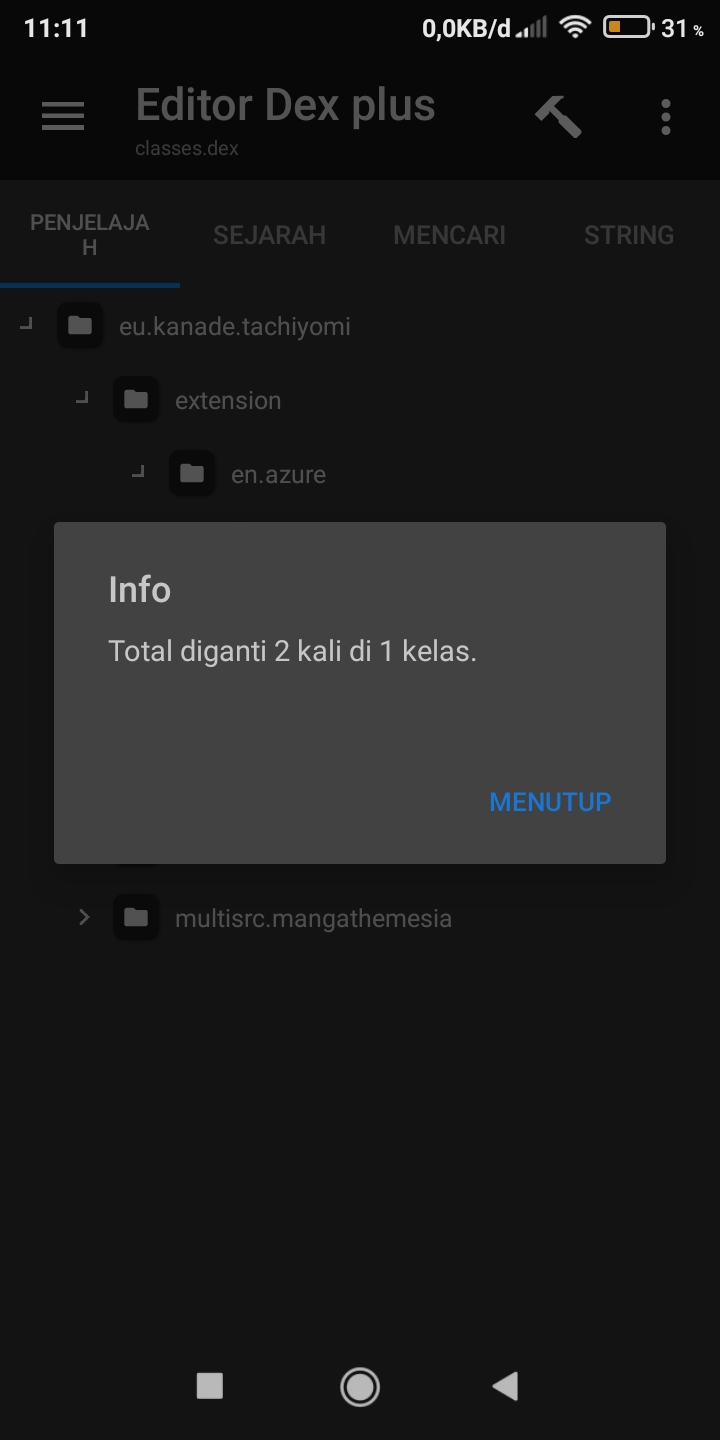 11:11 0,0KB/d 31 %
Editor Dex plus
classes.dex
PENJELAJA
H
SEJARAH
MENCARI
STRING
eu.kanade.tachiyomi
extension
en.azure
Info
Total diganti 2 kali di 1 kelas.
MENUTUP
multisrc.mangathemesia